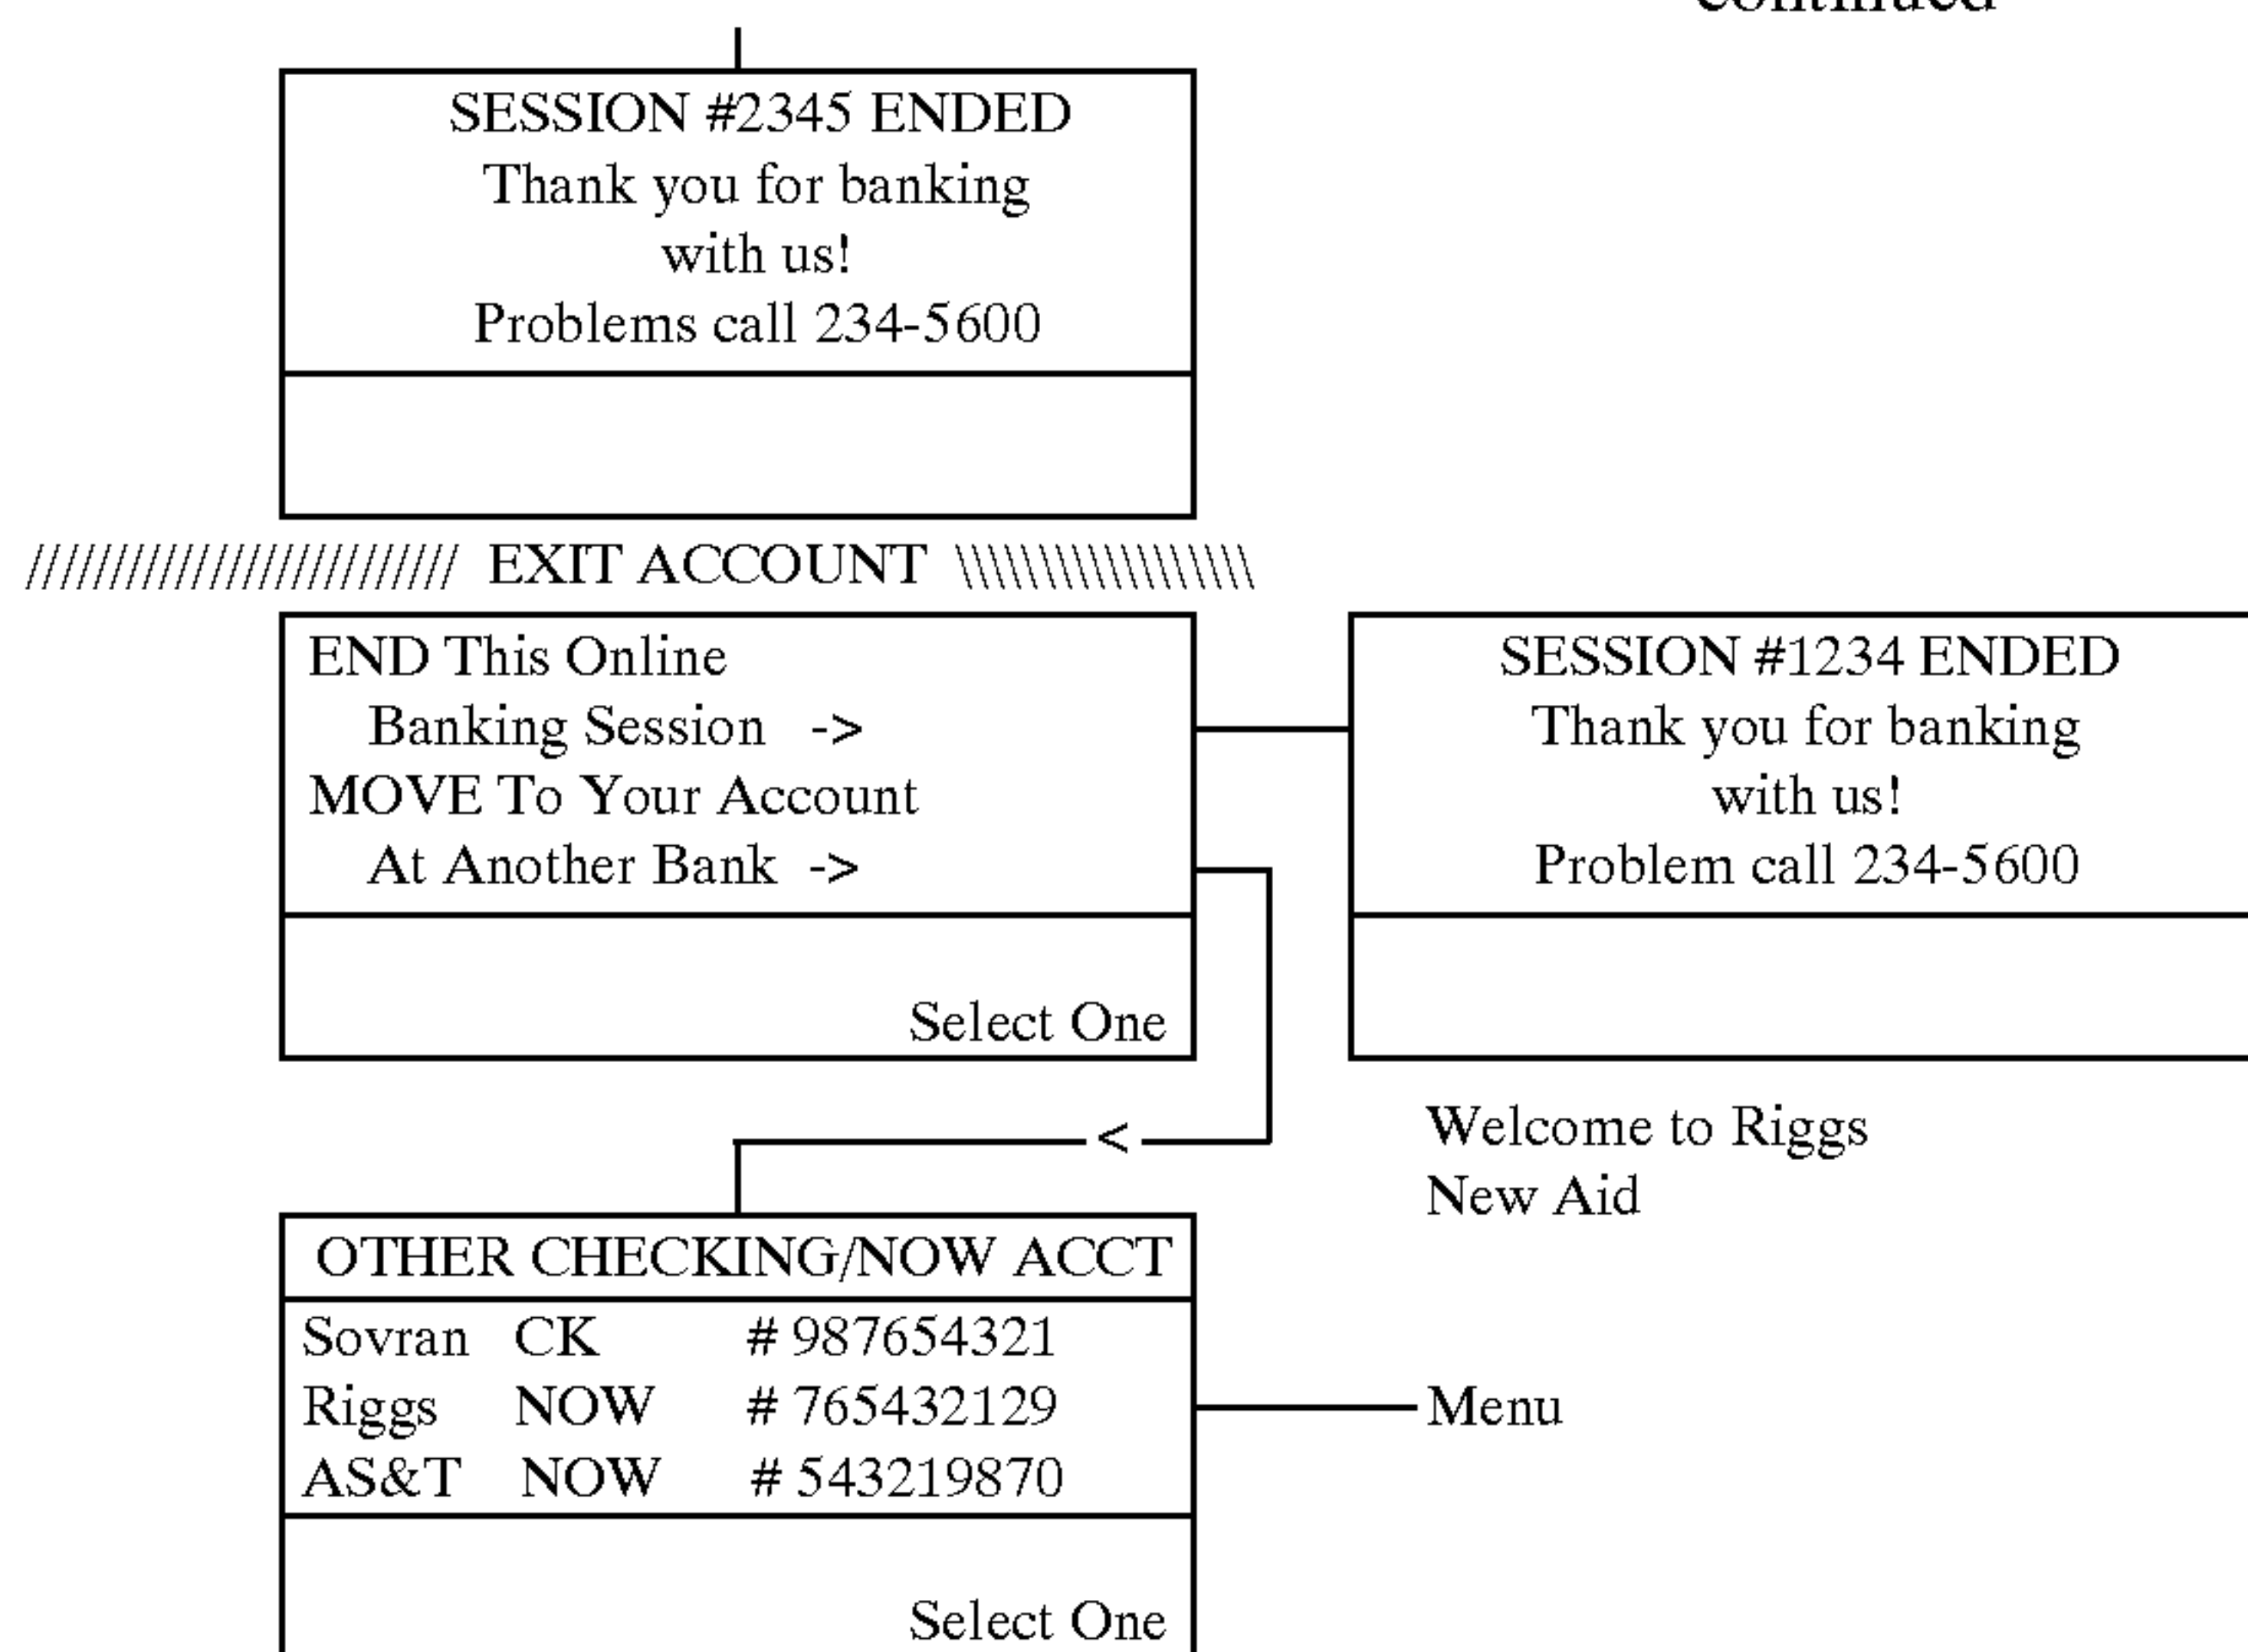 continued
SESSION #2345 ENDED
Thank you for banking
with us!
Problems call 234-5600
///////////////////////// EXIT ACCOUNT \\\\\\\\\\\\\\\\\\
END This Online
Banking Session ->
MOVE To Your Account
At Another Bank ->
Select One
SESSION #1234 ENDED
Thank you for banking
with us!
Problem call 234-5600
<
Welcome to Riggs
New Aid
OTHER CHECKING/NOW ACCT
Sovran CK # 987654321
Riggs NOW # 765432129
AS&T NOW # 543219870
Menu
Select One